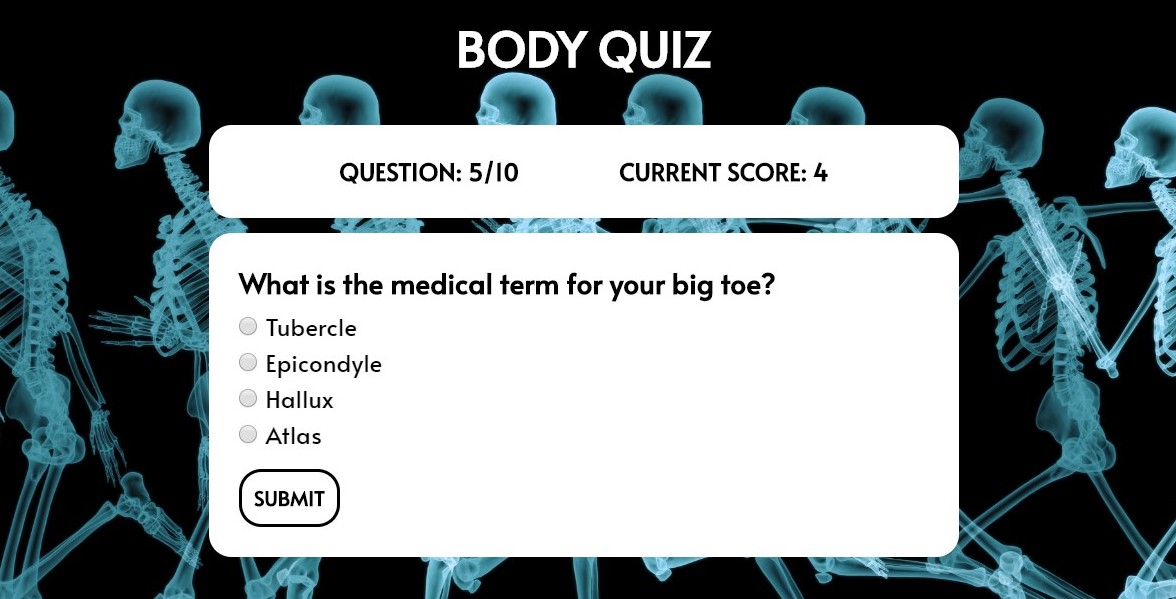 BODY QUIZ
QUESTION: 5/10 CURRENT SCORE: 4
What is the medical term for your big toe?
Tubercle
Epicondyle
Hallux
Atlas
SUBMIT